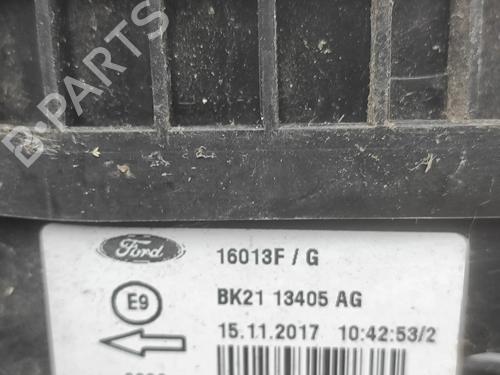 B-PARTS
Ford 16013F / G
E9 BK21 13405 AG
15.11.2017 10:42:53/2